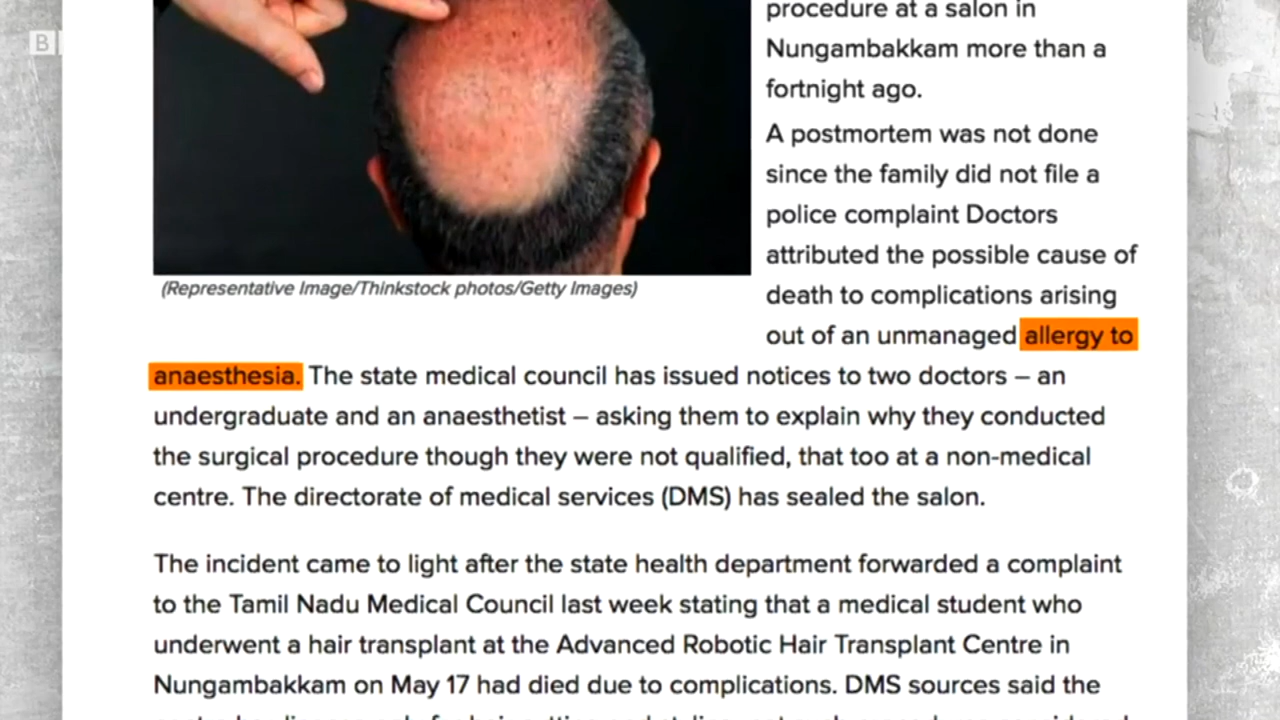 B
procedure at a salon in
Nungambakkam more than a
fortnight ago.
A postmortem was not done
since the family did not file a
police complaint Doctors
attributed the possible cause of
death to complications arising
out of an unmanaged allergy to
(Representative Image/Thinkstock photos/Getty Images)
anaesthesia. The state medical council has issued notices to two doctors – an
undergraduate and an anaesthetist – asking them to explain why they conducted
the surgical procedure though they were not qualified, that too at a non-medical
centre. The directorate of medical services (DMS) has sealed the salon.
The incident came to light after the state health department forwarded a complaint
to the Tamil Nadu Medical Council last week stating that a medical student who
underwent a hair transplant at the Advanced Robotic Hair Transplant Centre in
Nungambakkam on May 17 had died due to complications. DMS sources said the